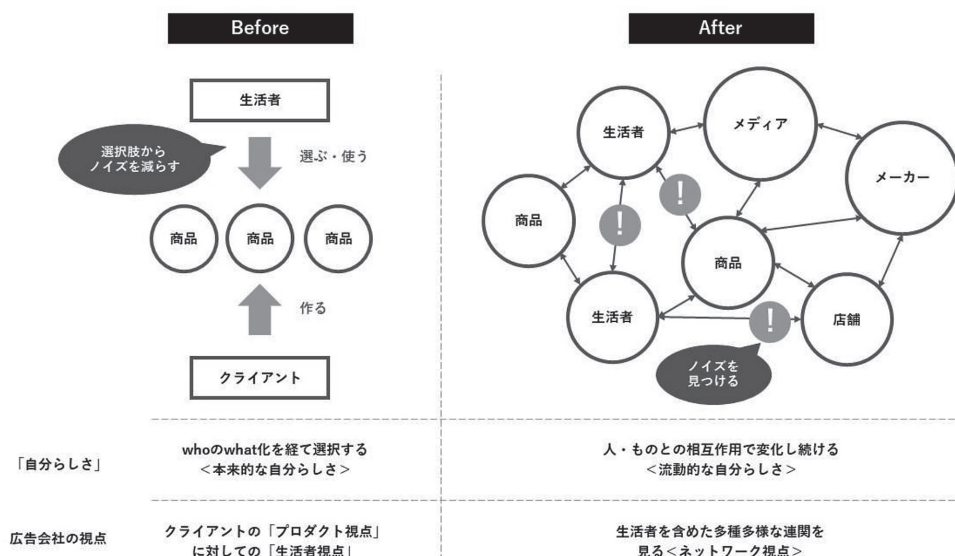 Before
生活者
選択肢から
ノイズを減らす
選ぶ・使う
商品
商品
商品
作る
クライアント
After
生活者
メディア
メーカー
商品
!
!
商品
生活者
!
店舗
ノイズを
見つける
「自分らしさ」
whoのwhat化を経て選択する
＜本来的な自分らしさ＞
人・ものとの相互作用で変化し続ける
＜流動的な自分らしさ＞
広告会社の視点
クライアントの「プロダクト視点」
に対しての「生活者視点」
生活者を含めた多種多様な連関を
見る＜ネットワーク視点＞